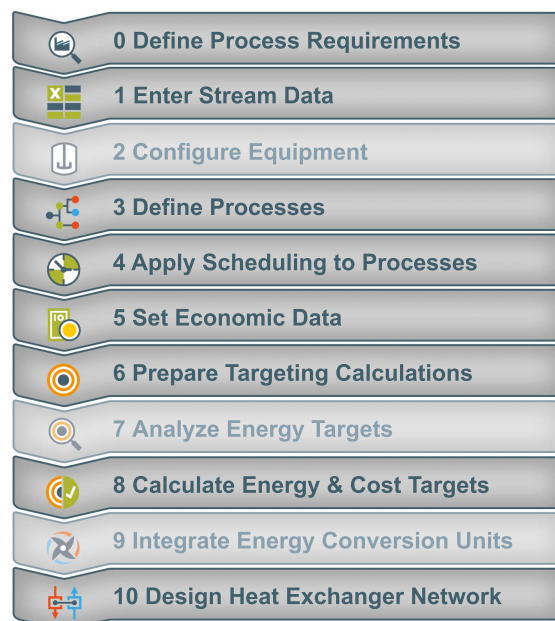 0 Define Process Requirements
1 Enter Stream Data
2 Configure Equipment
3 Define Processes
4 Apply Scheduling to Processes
5 Set Economic Data
6 Prepare Targeting Calculations
7 Analyze Energy Targets
8 Calculate Energy & Cost Targets
9 Integrate Energy Conversion Units
10 Design Heat Exchanger Network